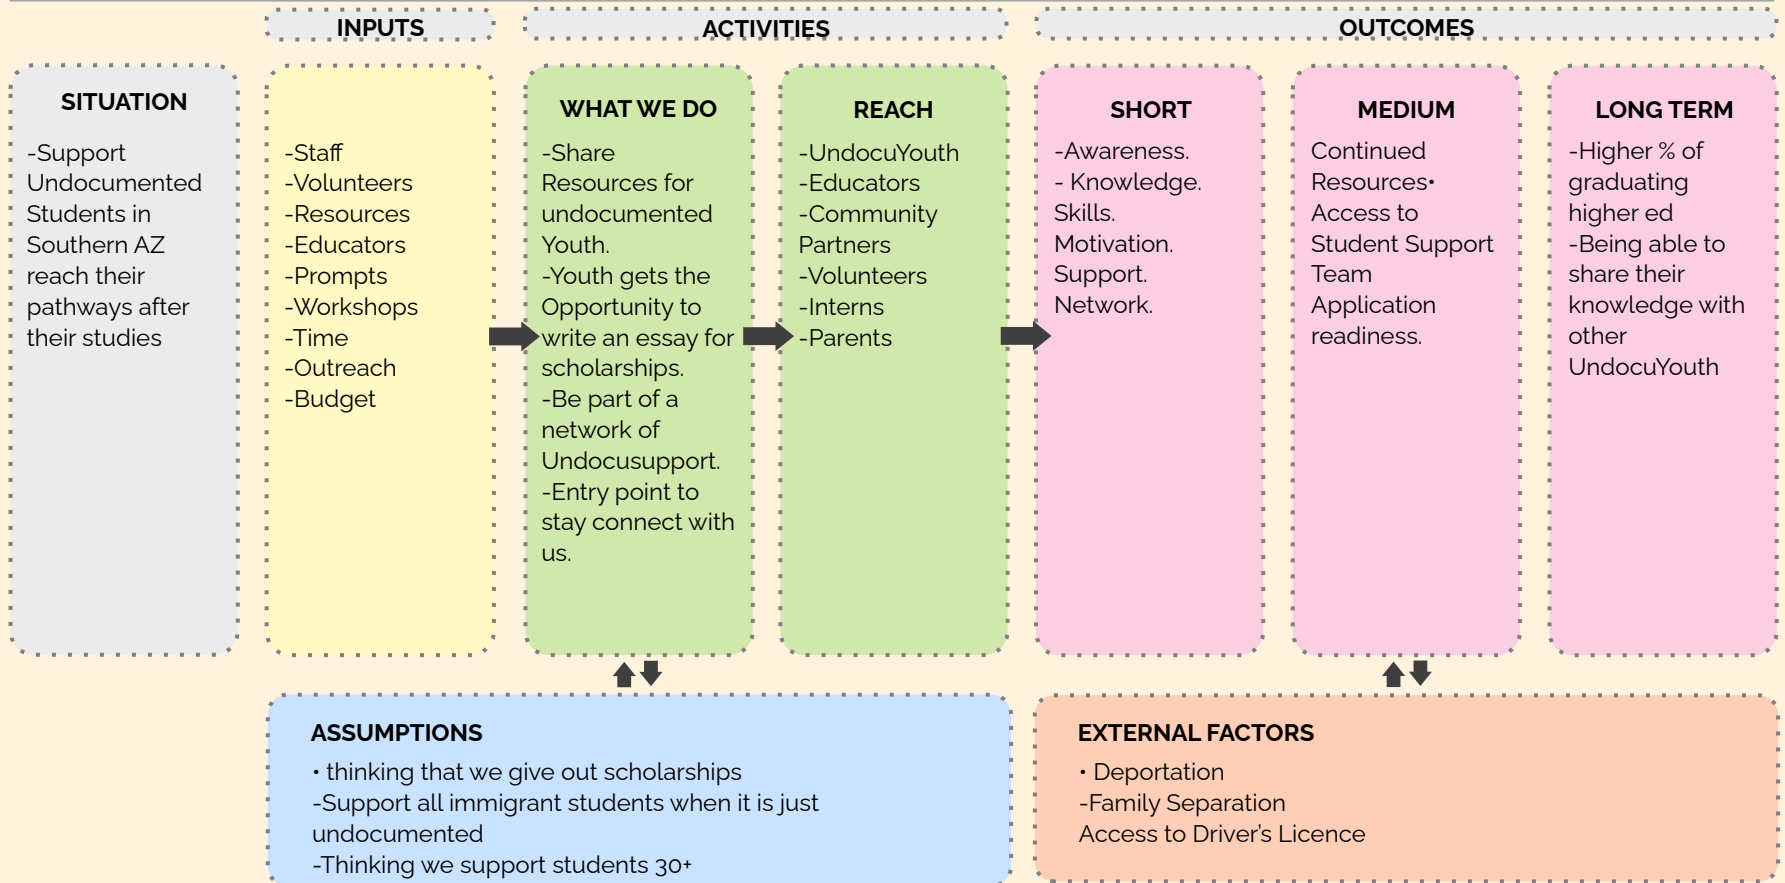 INPUTS
ACTIVITIES
OUTCOMES
SITUATION
-Support
Undocumented
Students in
Southern AZ
reach their
pathways after
their studies
-Staff
-Volunteers
-Resources
-Educators
-Prompts
-Workshops
-Time
-Outreach
-Budget
WHAT WE DO
-Share
Resources for
undocumented
Youth.
-Youth gets the
Opportunity to
write an essay for
scholarships.
-Be part of a
network of
Undocusupport.
-Entry point to
stay connect with
us.
REACH
-UndocuYouth
-Educators
-Community
Partners
-Volunteers
-Interns
-Parents
SHORT
-Awareness.
- Knowledge.
Skills.
Motivation.
Support.
Network.
MEDIUM
Continued
Resources•
Access to
Student Support
Team
Application
readiness.
LONG TERM
-Higher % of
graduating
higher ed
-Being able to
share their
knowledge with
other
UndocuYouth
ASSUMPTIONS
• thinking that we give out scholarships
-Support all immigrant students when it is just
undocumented
-Thinking we support students 30+
EXTERNAL FACTORS
• Deportation
-Family Separation
Access to Driver's Licence